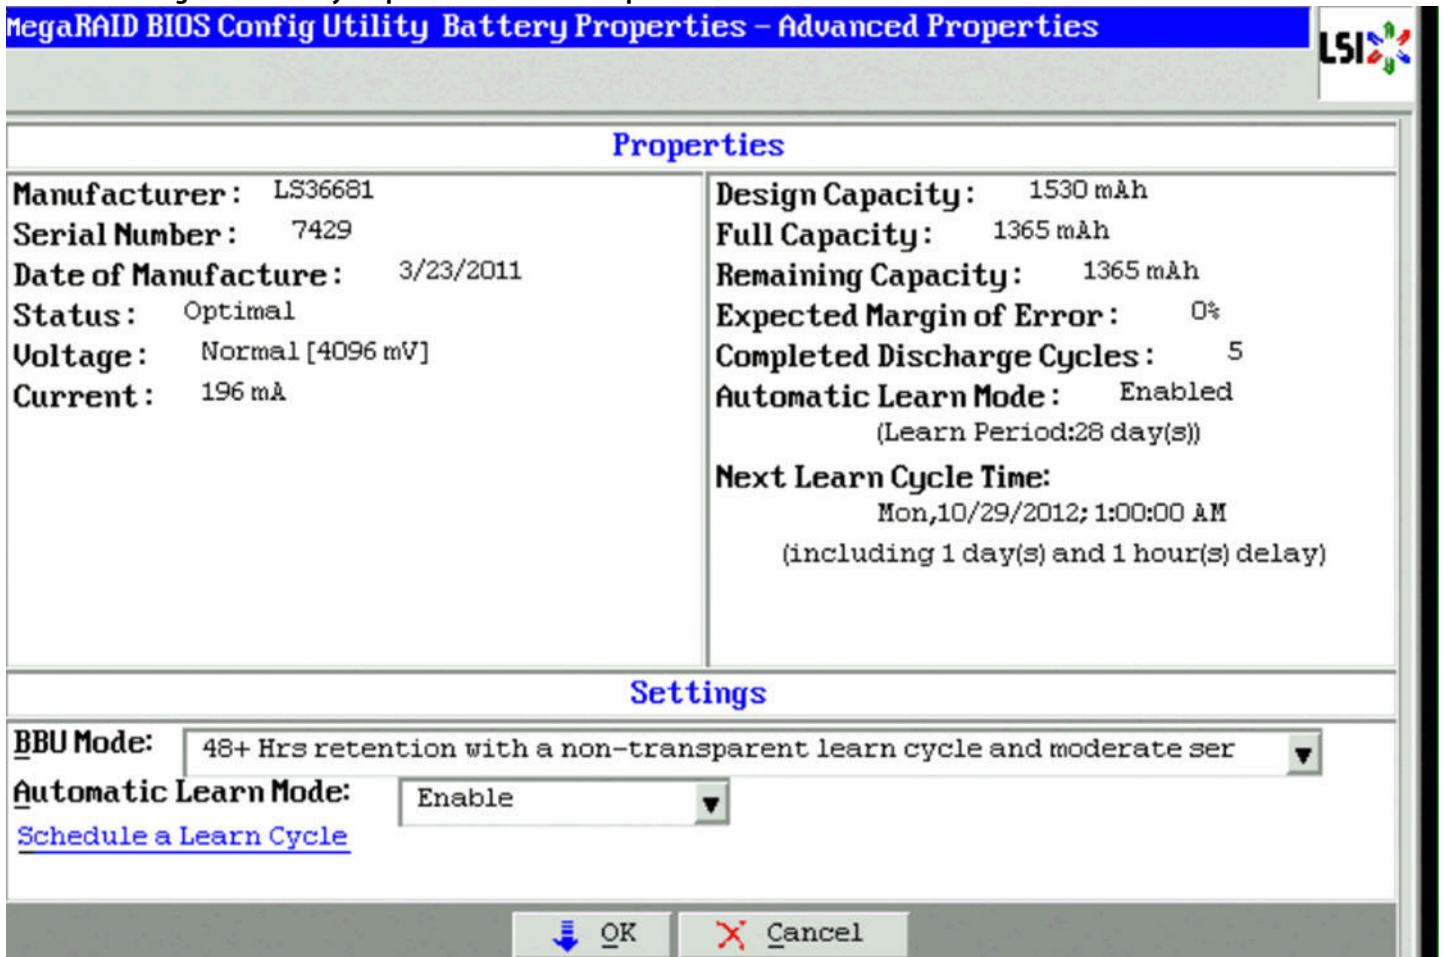 MegaRAID BIOS Config Utility Battery Properties – Advanced Properties
LSI
Properties
Manufacturer: LS36681
Serial Number: 7429
Date of Manufacture: 3/23/2011
Status: Optimal
Voltage: Normal [4096 mV]
Current: 196 mA
Design Capacity: 1530 mAh
Full Capacity: 1365 mAh
Remaining Capacity: 1365 mAh
Expected Margin of Error: 0%
Completed Discharge Cycles: 5
Automatic Learn Mode: Enabled
(Learn Period:28 day(s))
Next Learn Cycle Time:
Mon,10/29/2012; 1:00:00 AM
(including 1 day(s) and 1 hour(s) delay)
Settings
BBU Mode: 48+ Hrs retention with a non-transparent learn cycle and moderate ser
Automatic Learn Mode: Enable
Schedule a Learn Cycle
OK Cancel